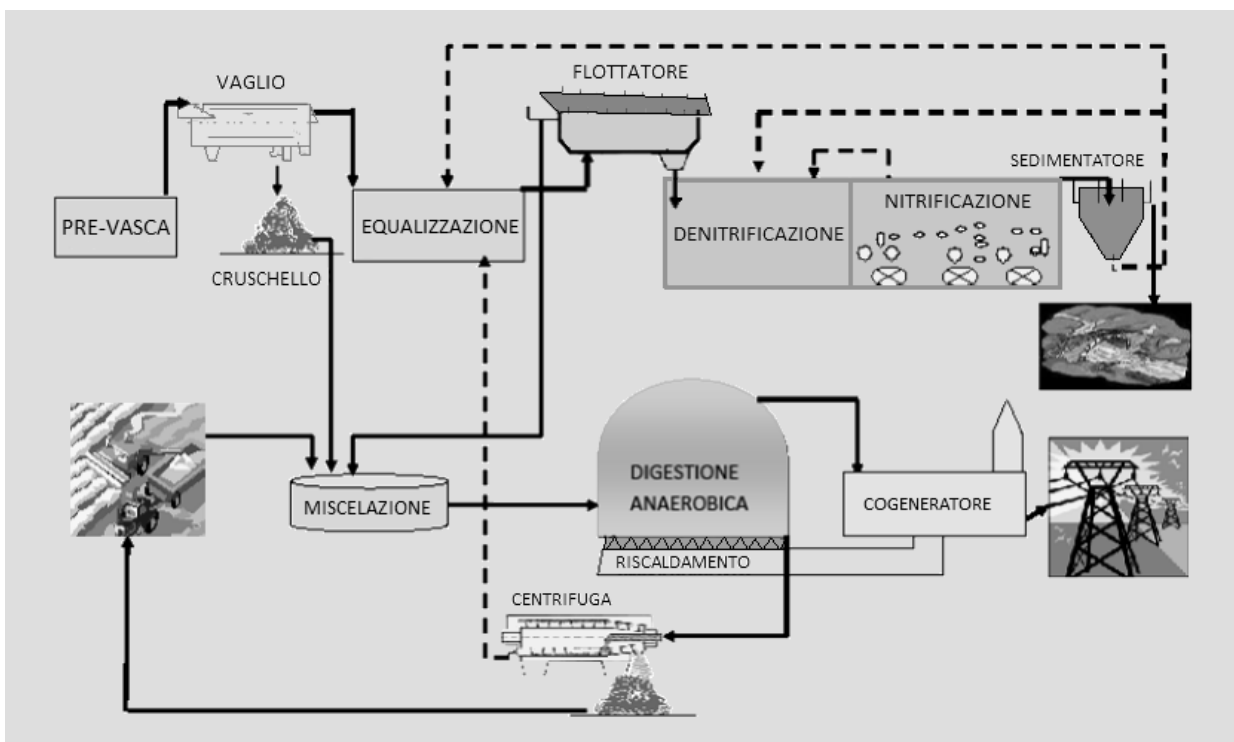 FLOTTATORE
VAGLIO
SEDIMENTATORE
NITRIFICAZIONE
PRE-VASCA
EQUALIZZAZIONE
DENITRIFICAZIONE
CRUSCHELLO
DIGESTIONE
ANAEROBICA
MISCELAZIONE
COGENERATORE
RISCALDAMENTO
CENTRIFUGA